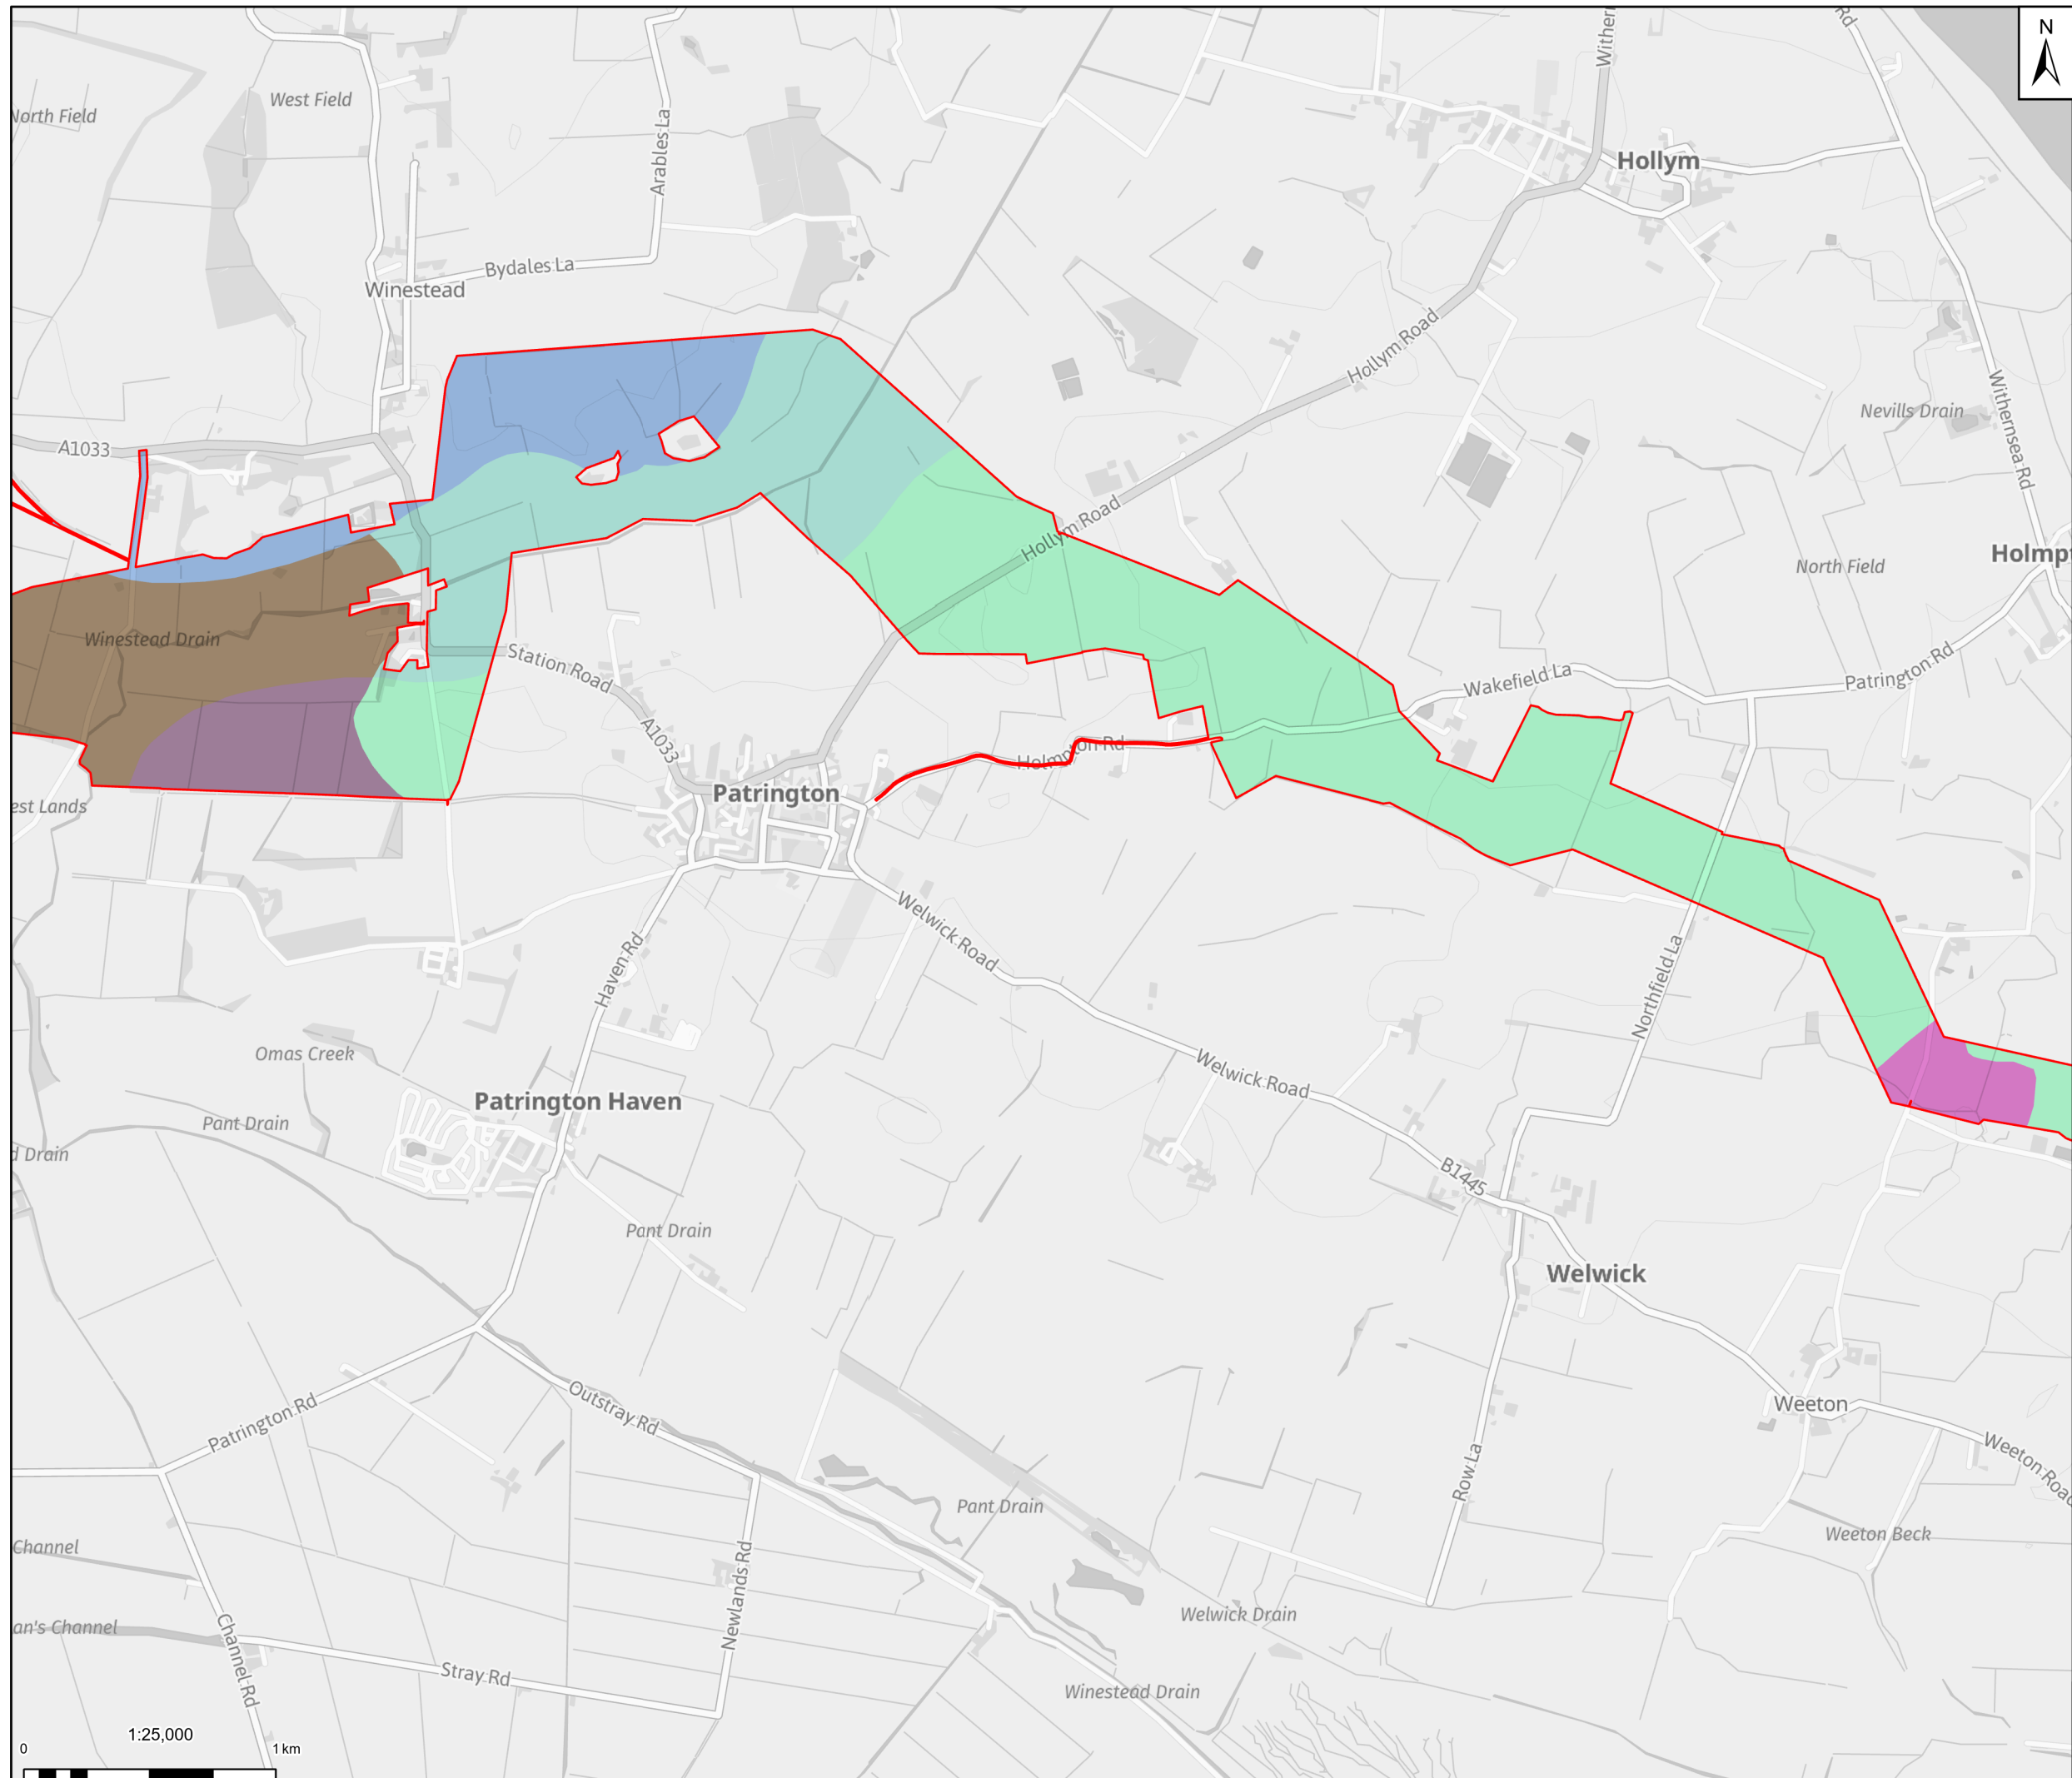 N
Rd
Withern
West Field
North Field
Arables La
Hollym
Bydales La
Winestead
Hollym Road
Withernsea Rd
Nevills Drain
A1033
Hollym Road
North Field
Holmpt
Winestead Drain
Station Road
Wakefield La
Patrington Rd
A1033
Holmpton Rd
Patrington
est Lands
Welwick Road
Haven Rd
Northfield La
Omas Creek
Welwick Road
Patrington Haven
Pant Drain
d Drain
B1445
Pant Drain
Welwick
Outstray Rd
Patrington Rd
Weeton
Weeton Road
Row La
Pant Drain
Weeton Beck
Channel
Newlands Rd
Welwick Drain
an's Channel
Channel Rd
Stray Rd
Winestead Drain
1:25,000
0 1 km